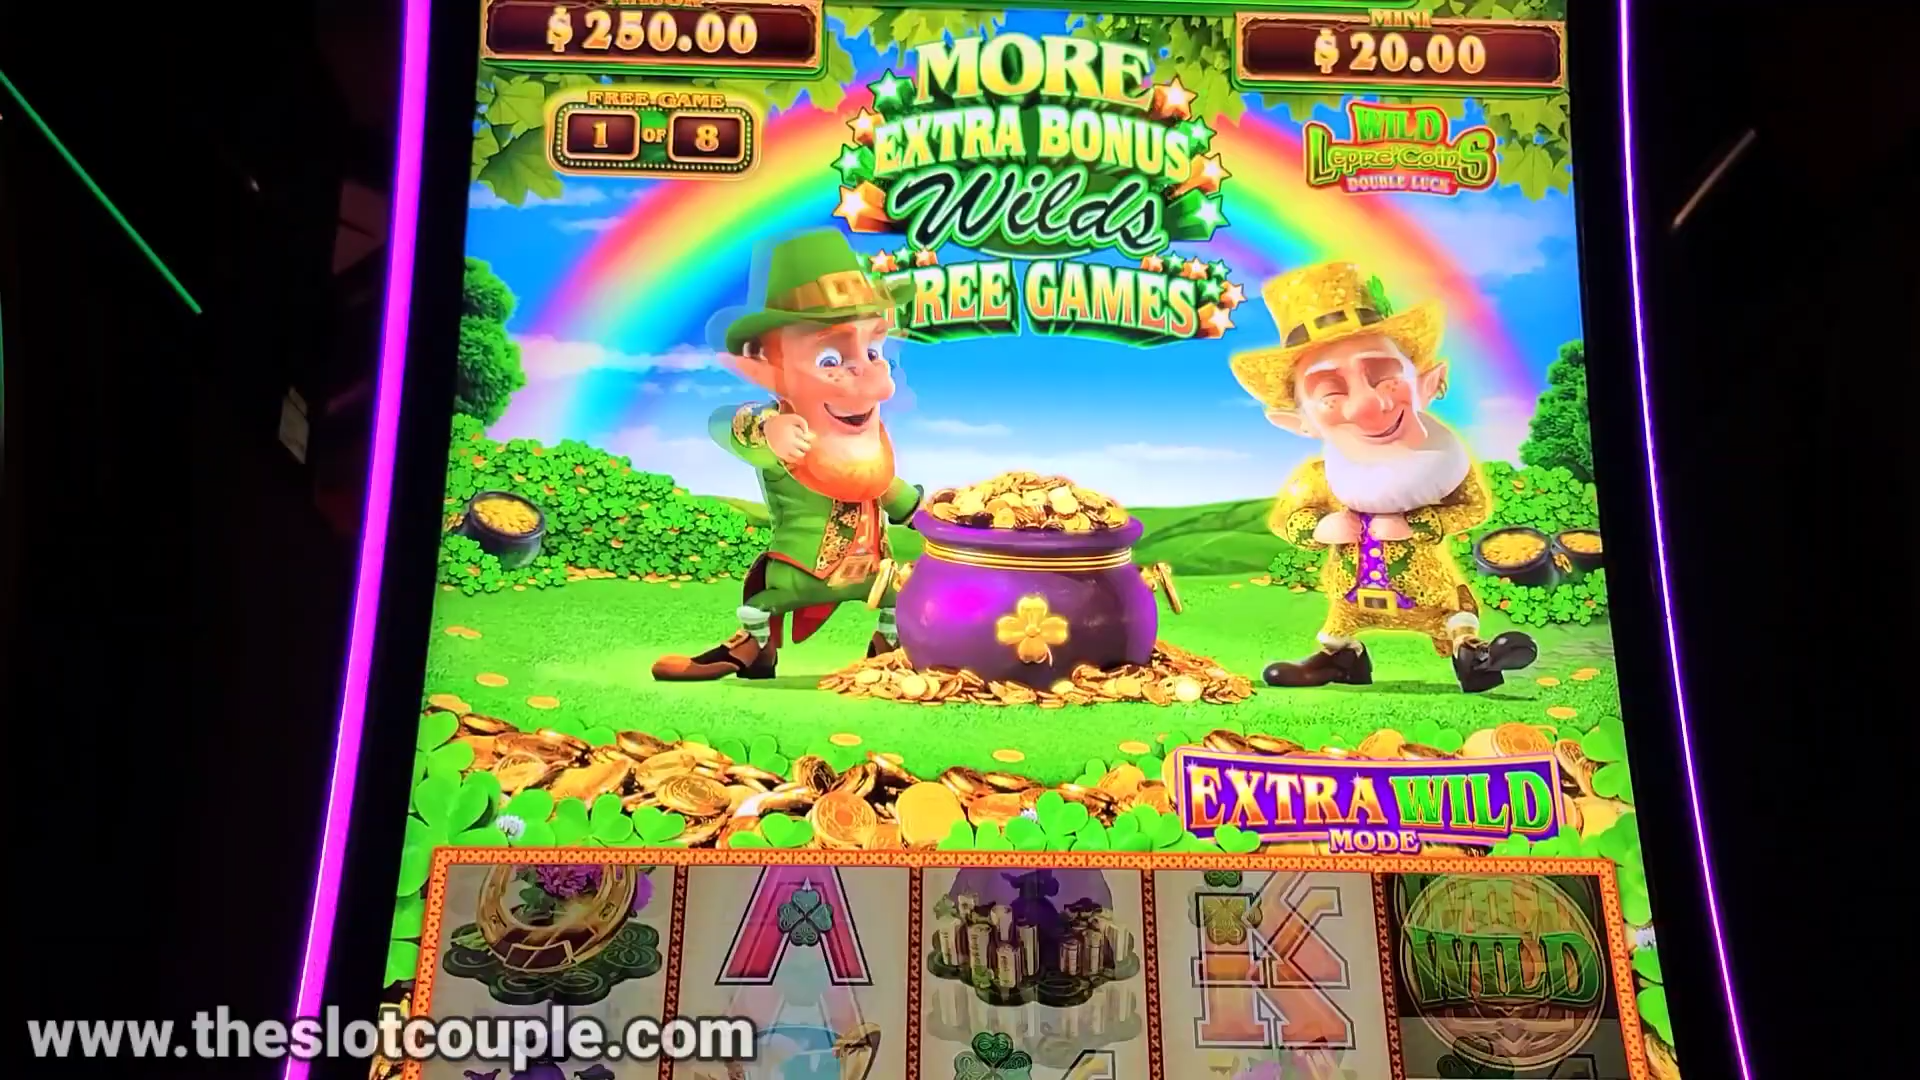 $250.00
MINI
$20.00
MORE
EXTRA BONUS
Wilds
FREE GAMES
FREE GAME
1 OF 8
WILD
Lepre'Coins
DOUBLE LUCK
EXTRA WILD
MODE
A
K
K
WILD
www.theslotcouple.com